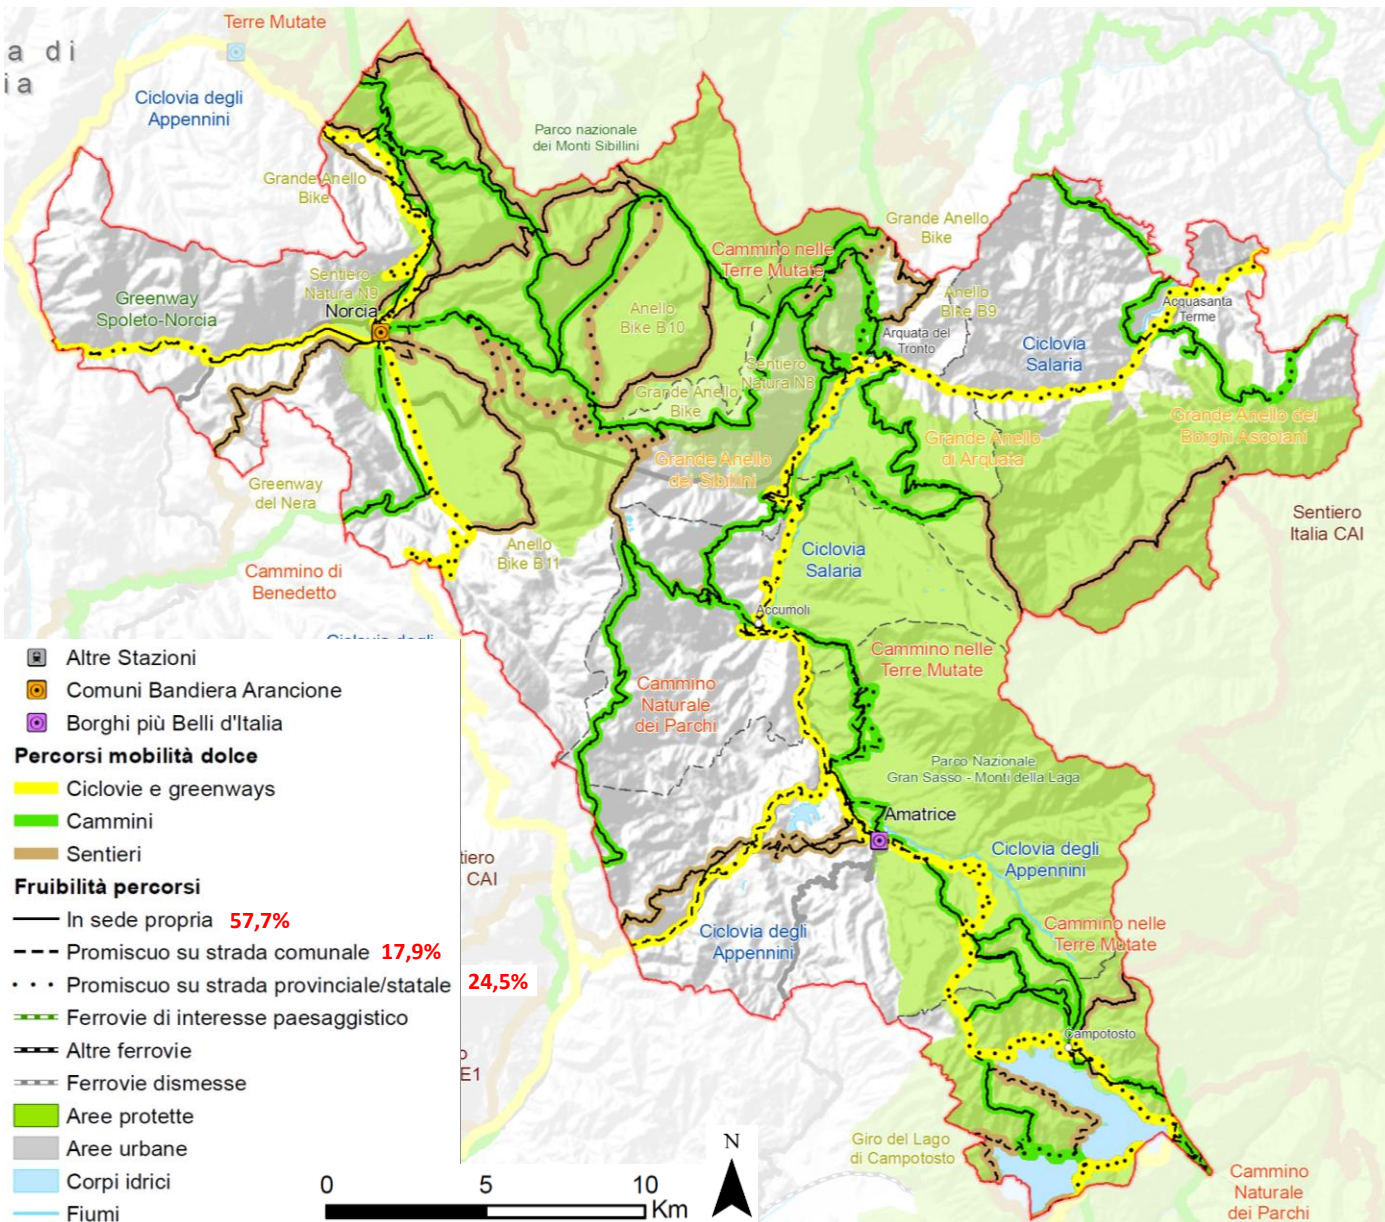 Terre Mutate
a di
ia
Ciclovia degli
Appennini
Parco nazionale
dei Monti Sibillini
Grande Anello
Bike
Grande Anello
Bike
Cammino nelle
Terre Mutate
Sentiero
Natura N9
Norcia
Greenway
Spoleto-Norcia
Anello
Bike B10
Anello
Bike B9
Acquasanta
Terme
Arquata del
Tronto
Ciclovia
Salaria
Sentiero
Natura N8
Grande Anello
Bike
Grande Anello dei
Borghi Ascolani
Grande Anello
di Arquata
Grande Anello
dei Sibillini
Greenway
del Nera
Sentiero
Italia CAI
Anello
Bike B11
Ciclovia
Salaria
Cammino di
Benedetto
Accumoli
Ciclovia degli
Cammino nelle
Terre Mutate
Cammino
Naturale
dei Parchi
Parco Nazionale
Gran Sasso - Monti della Laga
Amatrice
Ciclovia degli
Appennini
tiero
CAI
Cammino nelle
Terre Mutate
Ciclovia degli
Appennini
Campotosto
E1
Giro del Lago
di Campotosto
Cammino
Naturale
dei Parchi
Altre Stazioni
Comuni Bandiera Arancione
Borghi più Belli d'Italia
Percorsi mobilità dolce
Ciclovie e greenways
Cammini
Sentieri
Fruibilità percorsi
In sede propria 57,7%
Promiscuo su strada comunale 17,9%
Promiscuo su strada provinciale/statale 24,5%
Ferrovie di interesse paesaggistico
Altre ferrovie
Ferrovie dismesse
Aree protette
Aree urbane
Corpi idrici
Fiumi
N
0 5 10
Km